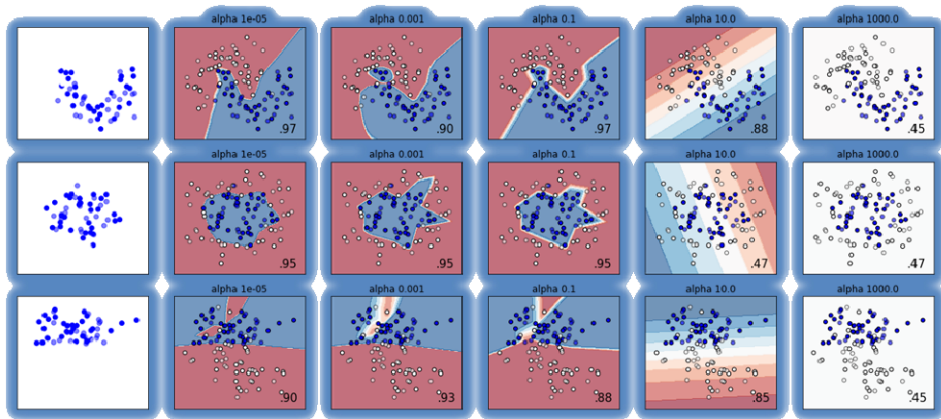 alpha 1e-05 alpha 0.001 alpha 0.1 alpha 10.0 alpha 1000.0
.97 .90 .97 .88 .45
alpha 1e-05 alpha 0.001 alpha 0.1 alpha 10.0 alpha 1000.0
.95 .95 .95 .47 .47
alpha 1e-05 alpha 0.001 alpha 0.1 alpha 10.0 alpha 1000.0
.90 .93 .88 .85 .45